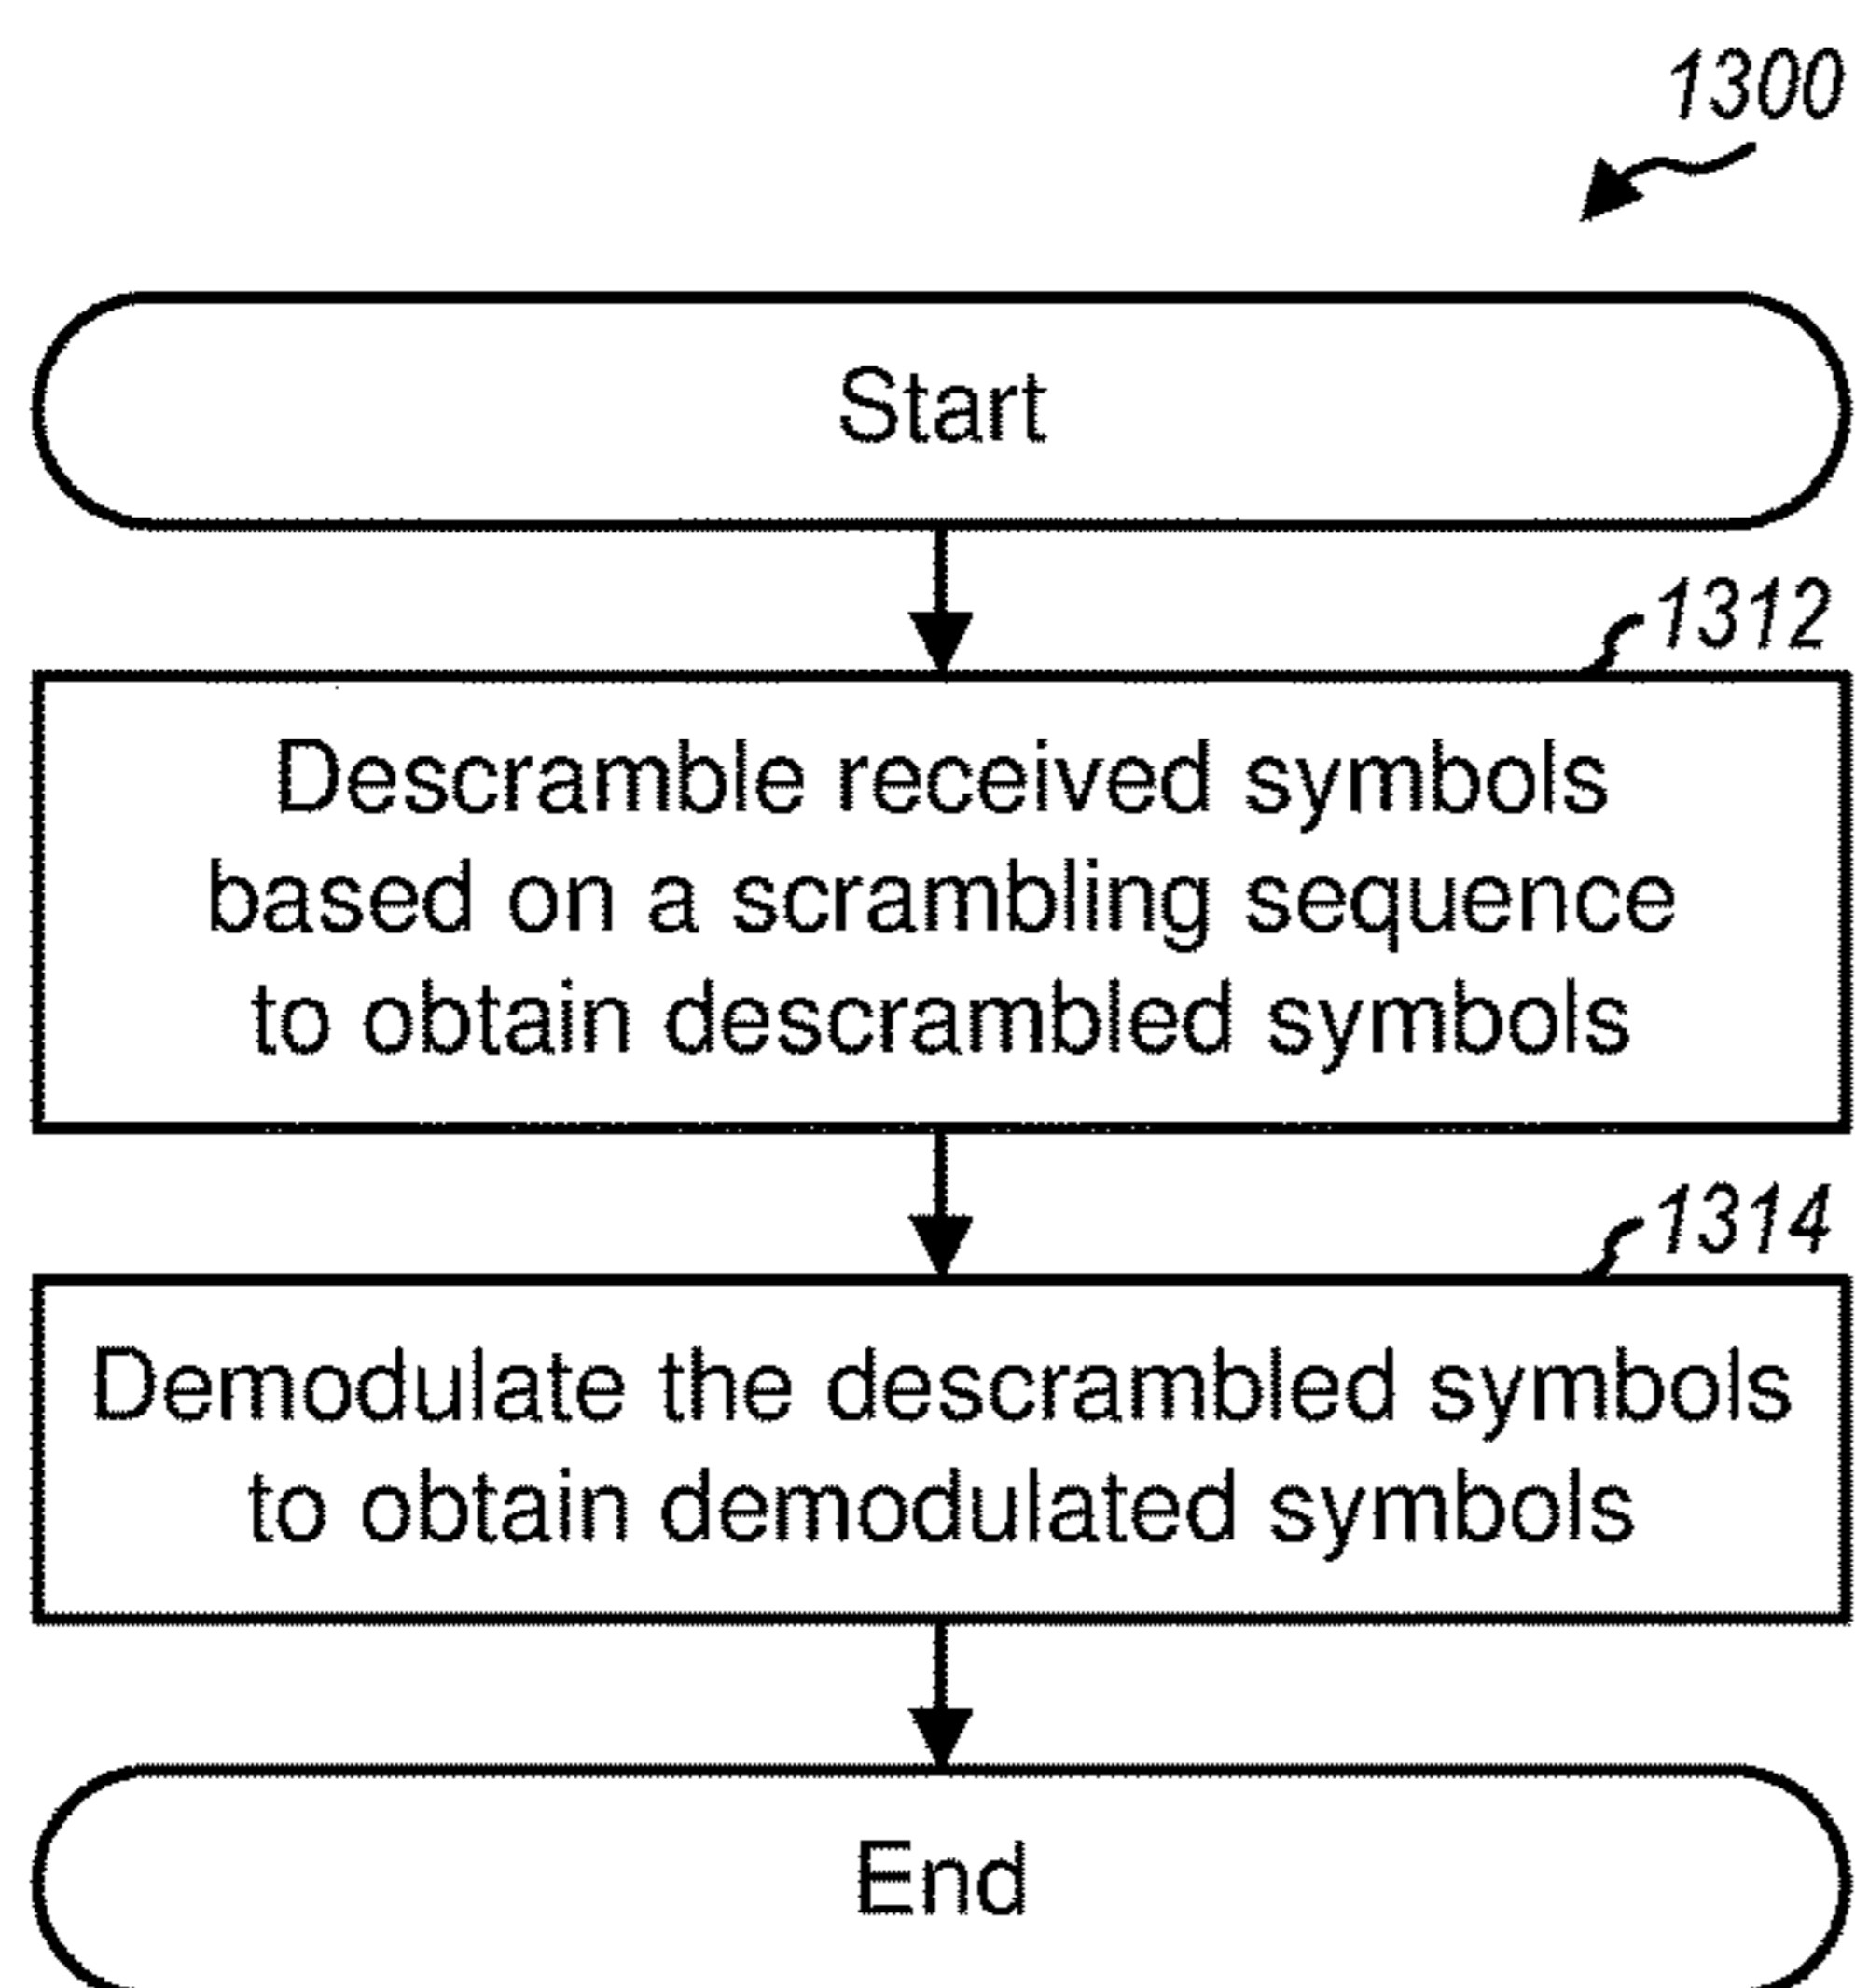 1300
Start
1312
Descramble received symbols
based on a scrambling sequence
to obtain descrambled symbols
1314
Demodulate the descrambled symbols
to obtain demodulated symbols
End